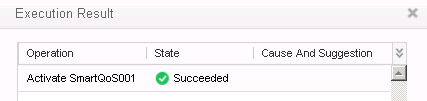 Execution Result
Operation State Cause And Suggestion
Activate SmartQoS001 Succeeded